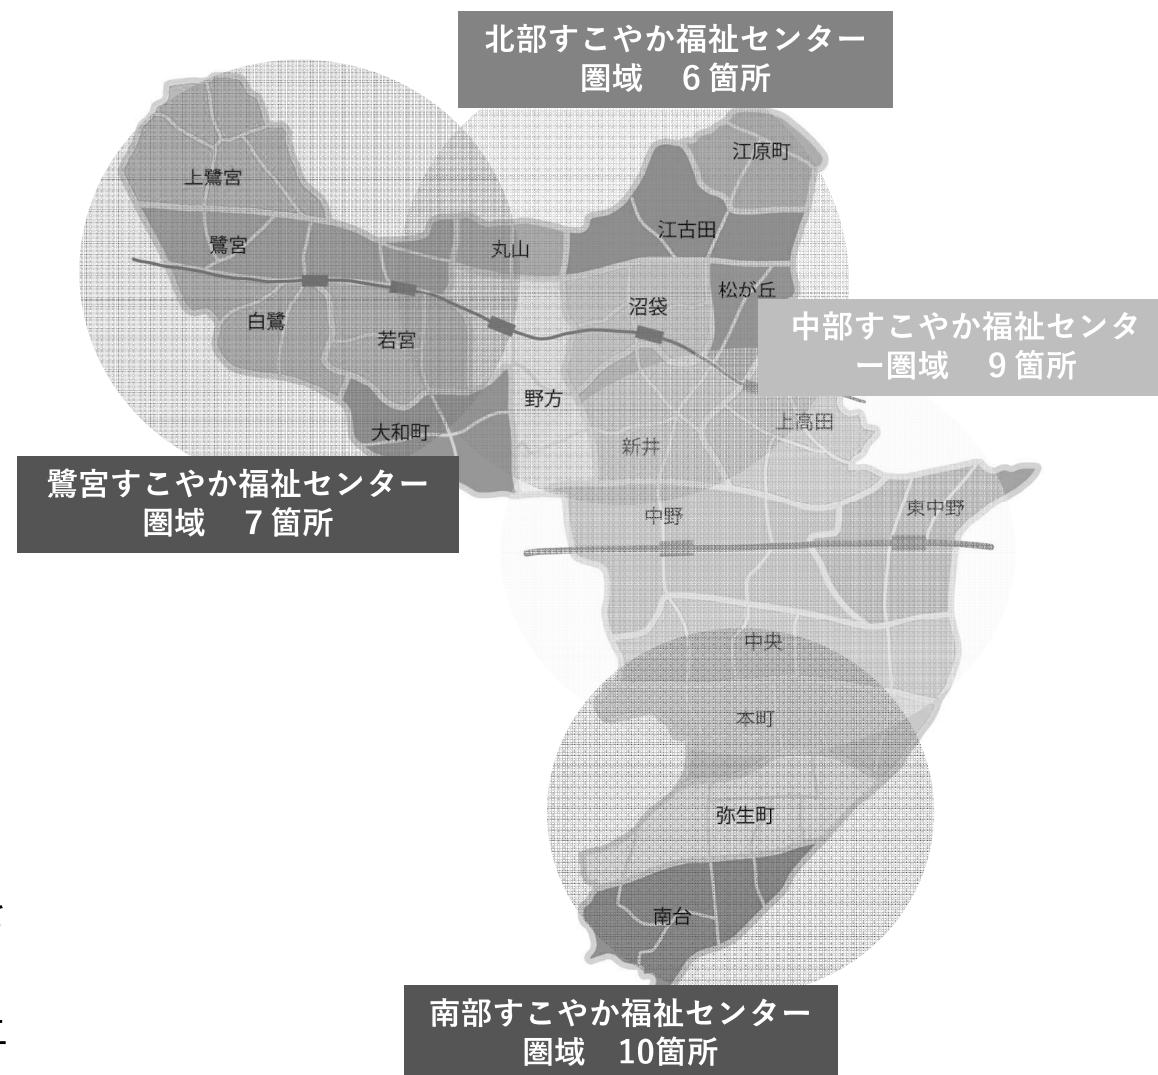 北部すこやか福祉センター
圏域　６箇所
江原町
上鷺宮
江古田
鷺宮
丸山
松が丘
沼袋
白鷺
若宮
中部すこやか福祉センタ
ー圏域　９箇所
野方
上高田
大和町
新井
鷺宮すこやか福祉センター
圏域　７箇所
中野
東中野
中央
本町
弥生町
南台
南部すこやか福祉センター
圏域　10箇所